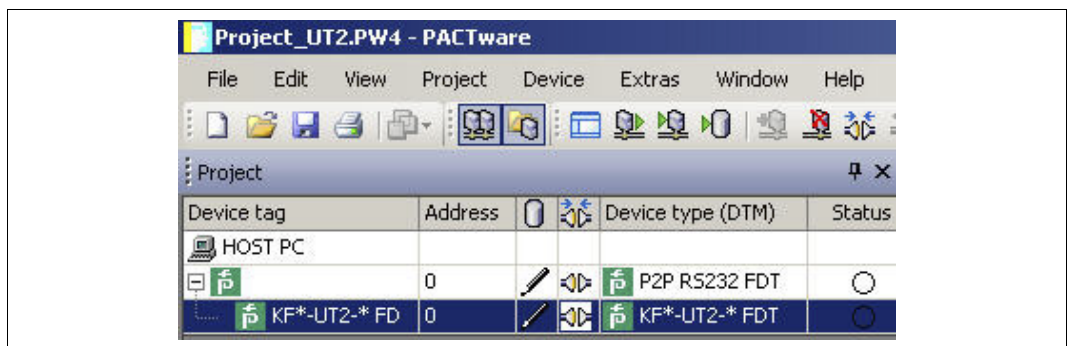 Project_UT2.PW4 - PACTware
File Edit View Project Device Extras Window Help
Project
Device tag Address Device type (DTM) Status
HOST PC
0 P2P RS232 FDT
KF*-UT2-* FD 0 KF*-UT2-* FDT